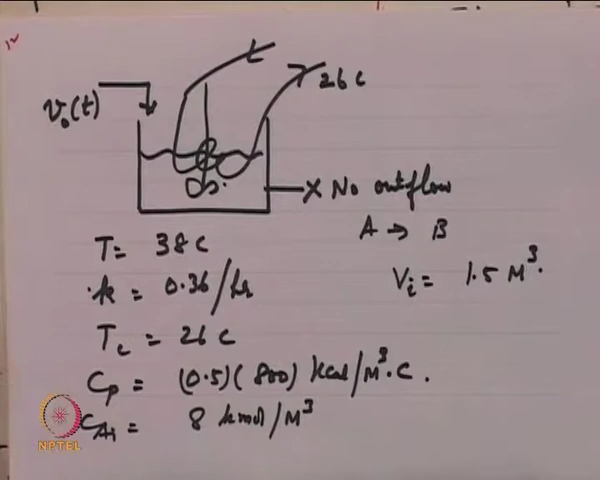 26 C
v₀(t)
X No outflow
A → B
T = 38 C
Vᵢ = 1.5 M³.
k = 0.36/hr
T_c = 26 C
C_p = (0.5)(800) kcal/M³.C.
C_Ai = 8 kmol/M³
NPTEL